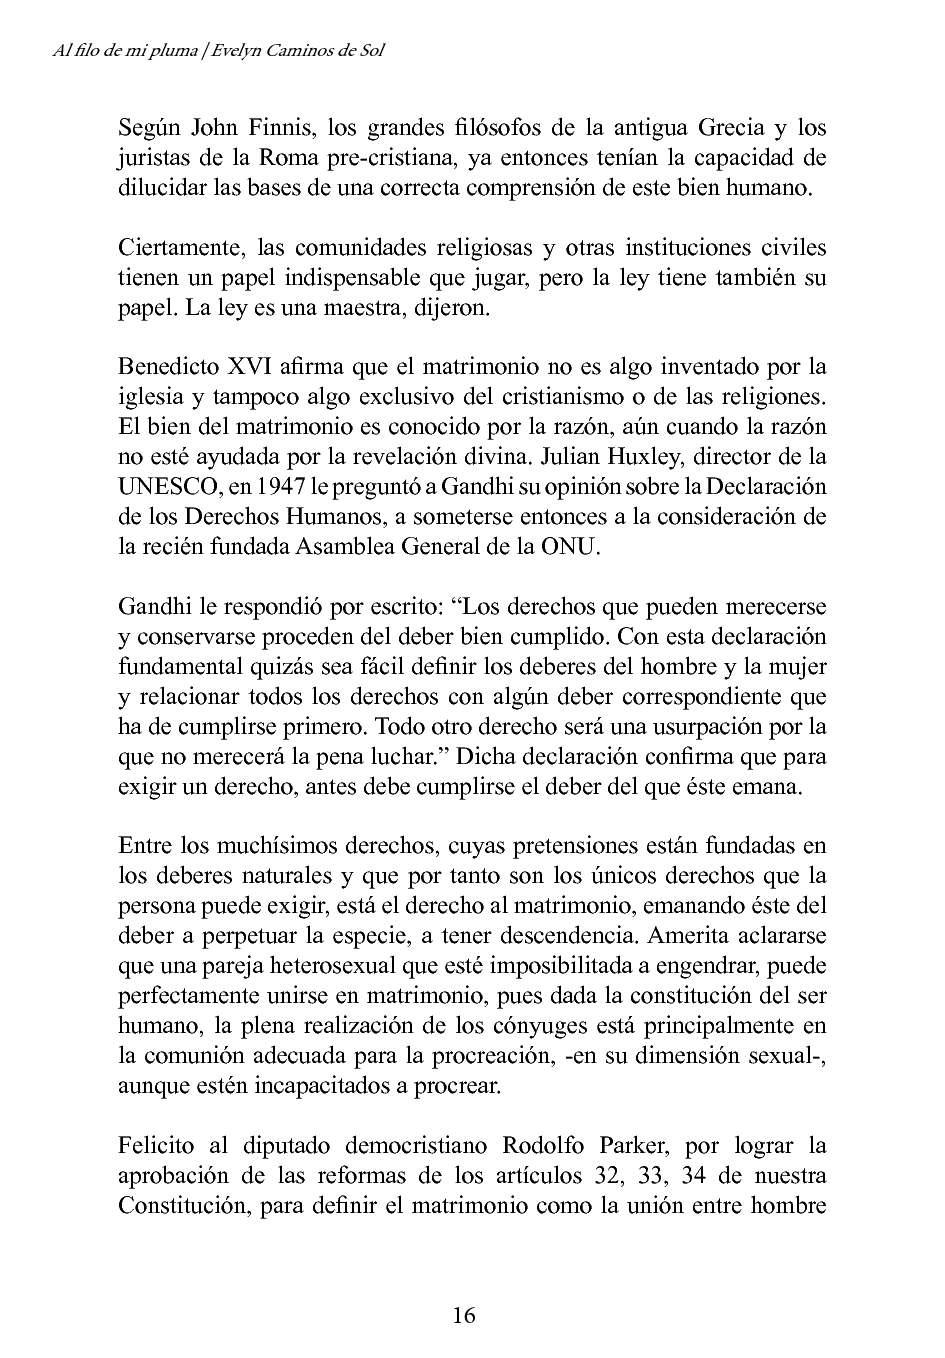 Al filo de mi pluma | Evelyn Caminos de Sol
Según John Finnis, los grandes filósofos de la antigua Grecia y los
juristas de la Roma pre-cristiana, ya entonces tenían la capacidad de
dilucidar las bases de una correcta comprensión de este bien humano.
Ciertamente, las comunidades religiosas y otras instituciones civiles
tienen un papel indispensable que jugar, pero la ley tiene también su
papel. La ley es una maestra, dijeron.
Benedicto XVI afirma que el matrimonio no es algo inventado por la
iglesia y tampoco algo exclusivo del cristianismo o de las religiones.
El bien del matrimonio es conocido por la razón, aún cuando la razón
no esté ayudada por la revelación divina. Julian Huxley, director de la
UNESCO, en 1947 le preguntó a Gandhi su opinión sobre la Declaración
de los Derechos Humanos, a someterse entonces a la consideración de
la recién fundada Asamblea General de la ONU.
Gandhi le respondió por escrito: “Los derechos que pueden merecerse
y conservarse proceden del deber bien cumplido. Con esta declaración
fundamental quizás sea fácil definir los deberes del hombre y la mujer
y relacionar todos los derechos con algún deber correspondiente que
ha de cumplirse primero. Todo otro derecho será una usurpación por la
que no merecerá la pena luchar.” Dicha declaración confirma que para
exigir un derecho, antes debe cumplirse el deber del que éste emana.
Entre los muchísimos derechos, cuyas pretensiones están fundadas en
los deberes naturales y que por tanto son los únicos derechos que la
persona puede exigir, está el derecho al matrimonio, emanando éste del
deber a perpetuar la especie, a tener descendencia. Amerita aclararse
que una pareja heterosexual que esté imposibilitada a engendrar, puede
perfectamente unirse en matrimonio, pues dada la constitución del ser
humano, la plena realización de los cónyuges está principalmente en
la comunión adecuada para la procreación, -en su dimensión sexual-,
aunque estén incapacitados a procrear.
Felicito al diputado democristiano Rodolfo Parker, por lograr la
aprobación de las reformas de los artículos 32, 33, 34 de nuestra
Constitución, para definir el matrimonio como la unión entre hombre
16